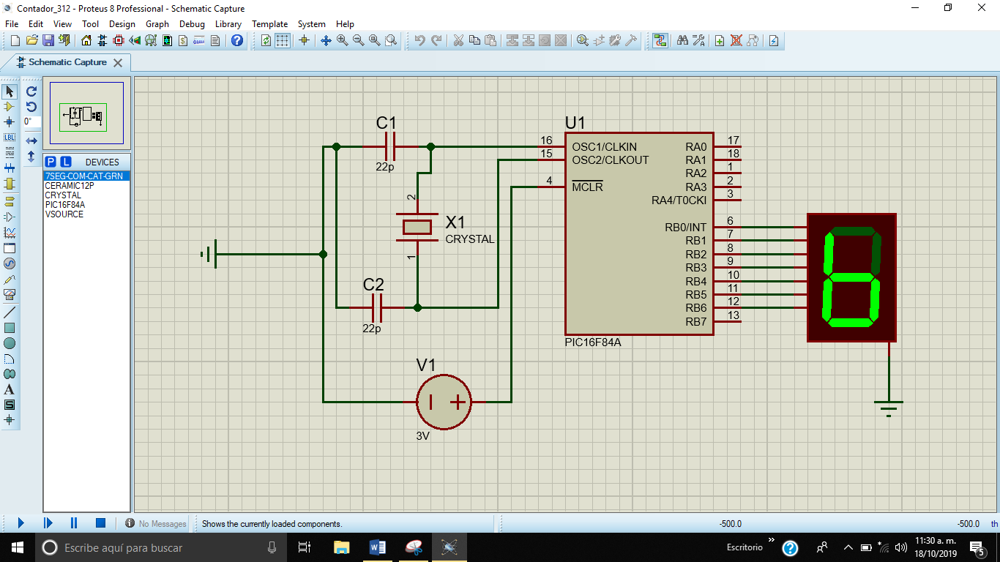 Contador_312 - Proteus 8 Professional - Schematic Capture
File Edit View Tool Design Graph Debug Library Template System Help
Schematic Capture
0°
LBL
P L DEVICES
7SEG-COM-CAT-GRN
CERAMIC12P
CRYSTAL
PIC16F84A
VSOURCE
A
S
C1
22p
2
X1
CRYSTAL
1
C2
22p
V1
3V
U1
16 OSC1/CLKIN RA0 17
15 OSC2/CLKOUT RA1 18
RA2 1
4 MCLR RA3 2
RA4/T0CKI 3
RB0/INT 6
RB1 7
RB2 8
RB3 9
RB4 10
RB5 11
RB6 12
RB7 13
PIC16F84A
6
No Messages Shows the currently loaded components. -500.0 -500.0 th
Escribe aquí para buscar
Escritorio
11:30 a. m.
18/10/2019
5